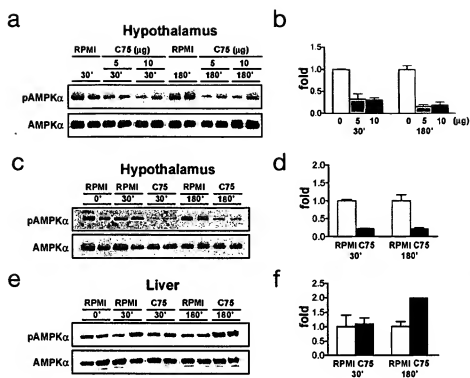 a
Hypothalamus
RPMI C75 (µg) RPMI C75 (µg)
5 10 5 10
30' 30' 30' 180' 180' 180'
pAMPKα
AMPKα
b
fold
1.5
1.0
0.5
0.0
0 5 10 0 5 10 (µg)
30' 180'
c
Hypothalamus
RPMI RPMI C75 RPMI C75
0' 30' 30' 180' 180'
pAMPKα
AMPKα
d
fold
2.0
1.5
1.0
0.5
0.0
RPMI C75 RPMI C75
30' 180'
e
Liver
RPMI RPMI C75 RPMI C75
0' 30' 30' 180' 180'
pAMPKα
AMPKα
f
fold
2.0
1.5
1.0
0.5
0.0
RPMI C75 RPMI C75
30' 180'